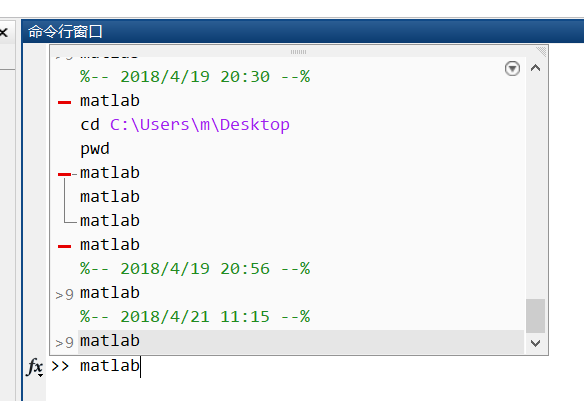 命令行窗口
%-- 2018/4/19 20:30 --%
matlab
cd C:\Users\m\Desktop
pwd
matlab
matlab
matlab
matlab
%-- 2018/4/19 20:56 --%
>9 matlab
%-- 2018/4/21 11:15 --%
>9 matlab
fx >> matlab